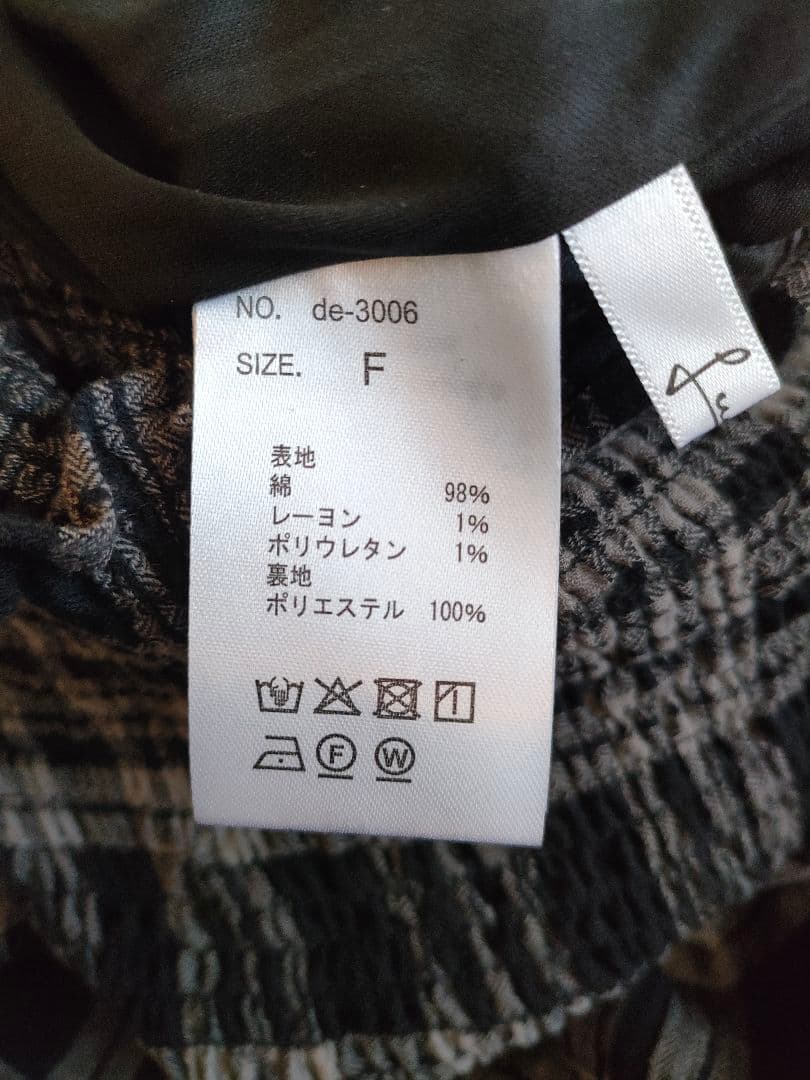 NO. de-3006
SIZE. F
表地
綿 98%
レーヨン 1%
ポリウレタン 1%
裏地
ポリエステル 100%
F W